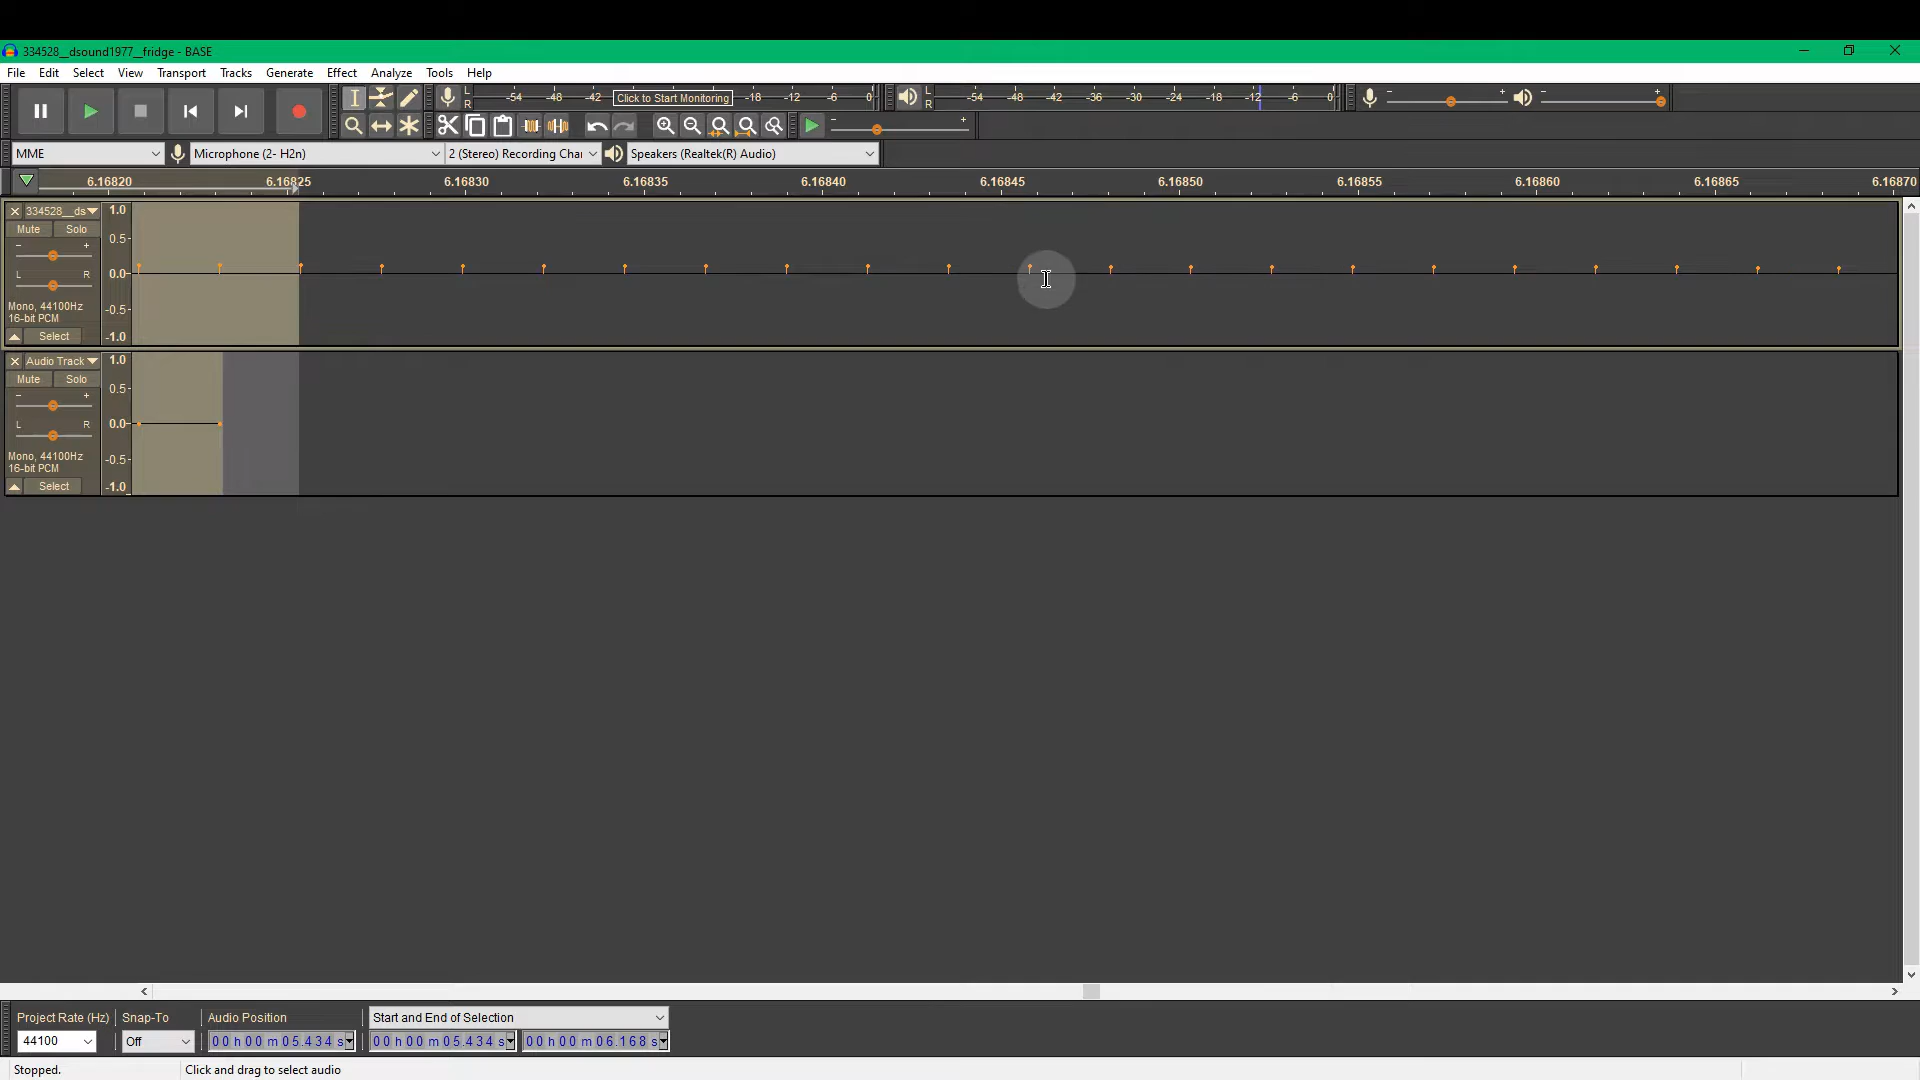 334528__dsound1977__fridge - BASE
File Edit Select View Transport Tracks Generate Effect Analyze Tools Help
L R -54 -48 -42 Click to Start Monitoring -18 -12 -6 0 L R -54 -48 -42 -36 -30 -24 -18 -12 -6 0 - + - +
- +
MME Microphone (2- H2n) 2 (Stereo) Recording Chai Speakers (Realtek(R) Audio)
6.16820 6.16825 6.16830 6.16835 6.16840 6.16845 6.16850 6.16855 6.16860 6.16865 6.16870
334528__ds 1.0
Mute Solo
- + 0.5
L R 0.0
Mono, 44100Hz -0.5
16-bit PCM
Select -1.0
Audio Track 1.0
Mute Solo
- + 0.5
L R 0.0
Mono, 44100Hz -0.5
16-bit PCM
Select -1.0
Project Rate (Hz) Snap-To Audio Position Start and End of Selection
44100 Off 00 h 00 m 05.434 s 00 h 00 m 05.434 s 00 h 00 m 06.168 s
Stopped. Click and drag to select audio